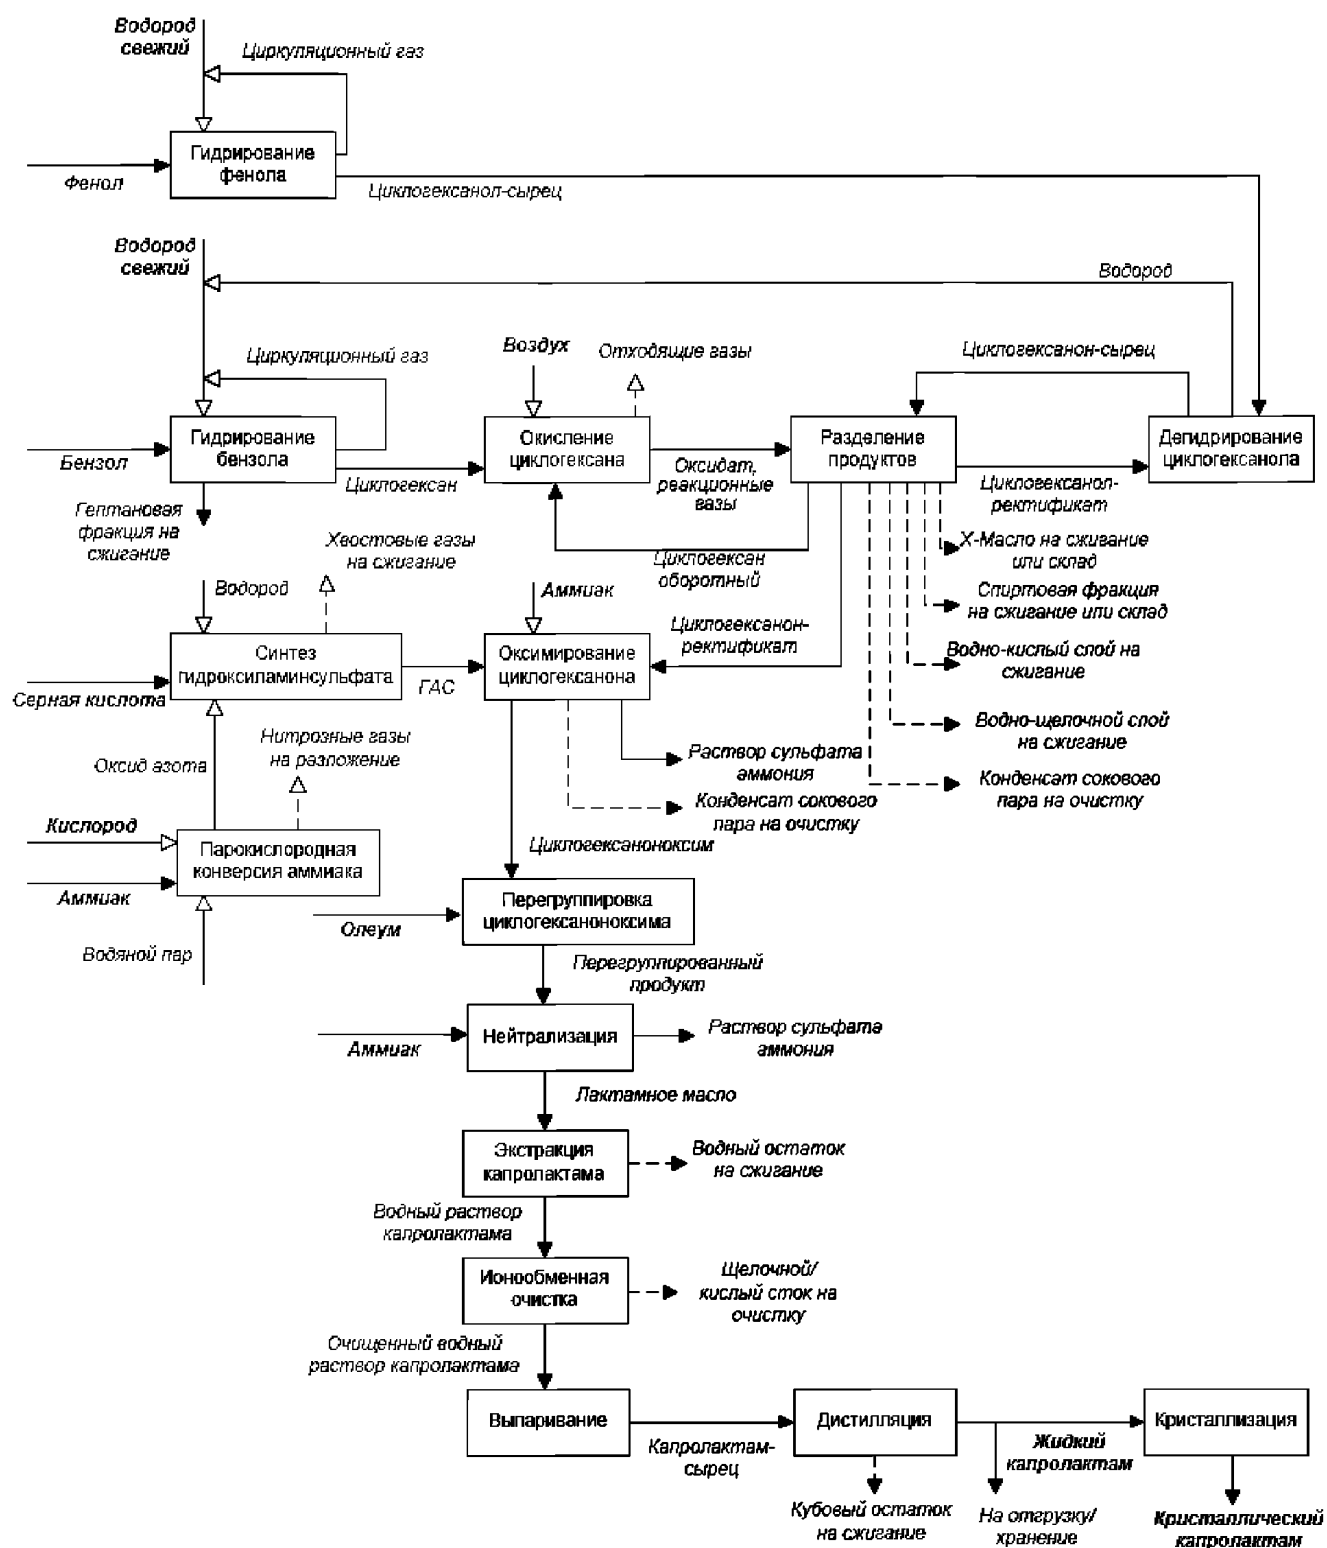 Водород
свежий
Циркуляционный газ
Гидрирование
фенола
Фенол
Циклогексанол-сырец
Водород
свежий
Водород
Циркуляционный газ
Воздух
Отходящие газы
Циклогексанон-сырец
Гидрирование
бензола
Окисление
циклогексана
Разделение
продуктов
Дегидрирование
циклогексанола
Бензол
Циклогексан
Оксидат,
реакционные
газы
Циклогексанол-
ректификат
Гептановая
фракция на
сжигание
Хвостовые газы
на сжигание
Циклогексан
оборотный
Х-Масло на сжигание
или склад
Водород
Аммиак
Спиртовая фракция
на сжигание или склад
Циклогексанон-
ректификат
Синтез
гидроксиламинсульфата
Оксимирование
циклогексанона
Водно-кислый слой на
сжигание
Серная кислота
ГАС
Водно-щелочной слой
на сжигание
Нитрозные газы
на разложение
Оксид азота
Раствор сульфата
аммония
Конденсат сокового
пара на очистку
Конденсат сокового
пара на очистку
Кислород
Парокислородная
конверсия аммиака
Циклогексаноноксим
Аммиак
Перегруппировка
циклогексаноноксима
Олеум
Водяной пар
Перегруппированный
продукт
Нейтрализация
Аммиак
Раствор сульфата
аммония
Лактамное масло
Экстракция
капролактама
Водный остаток
на сжигание
Водный раствор
капролактама
Ионообменная
очистка
Щелочной/
кислый сток на
очистку
Очищенный водный
раствор капролактама
Выпаривание
Дистилляция
Кристаллизация
Капролактам-
сырец
Жидкий
капролактам
Кубовый остаток
на сжигание
На отгрузку/
хранение
Кристаллический
капролактам